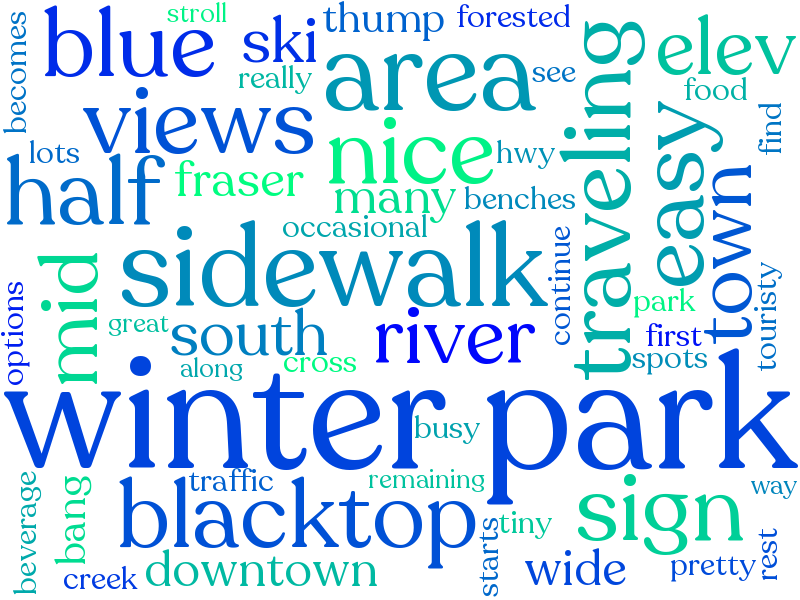 stroll
becomes
blue
ski
thump
forested
really
area
see
traveling
elev
food
views
lots
nice
hwy
easy
find
half
fraser
many
benches
town
occasional
sidewalk
continue
mid
options
great
south
river
park
first
touristy
along
cross
spots
winter park
busy
beverage
bang
traffic
remaining
way
blacktop
starts
tiny
sign
rest
creek
downtown
wide
pretty